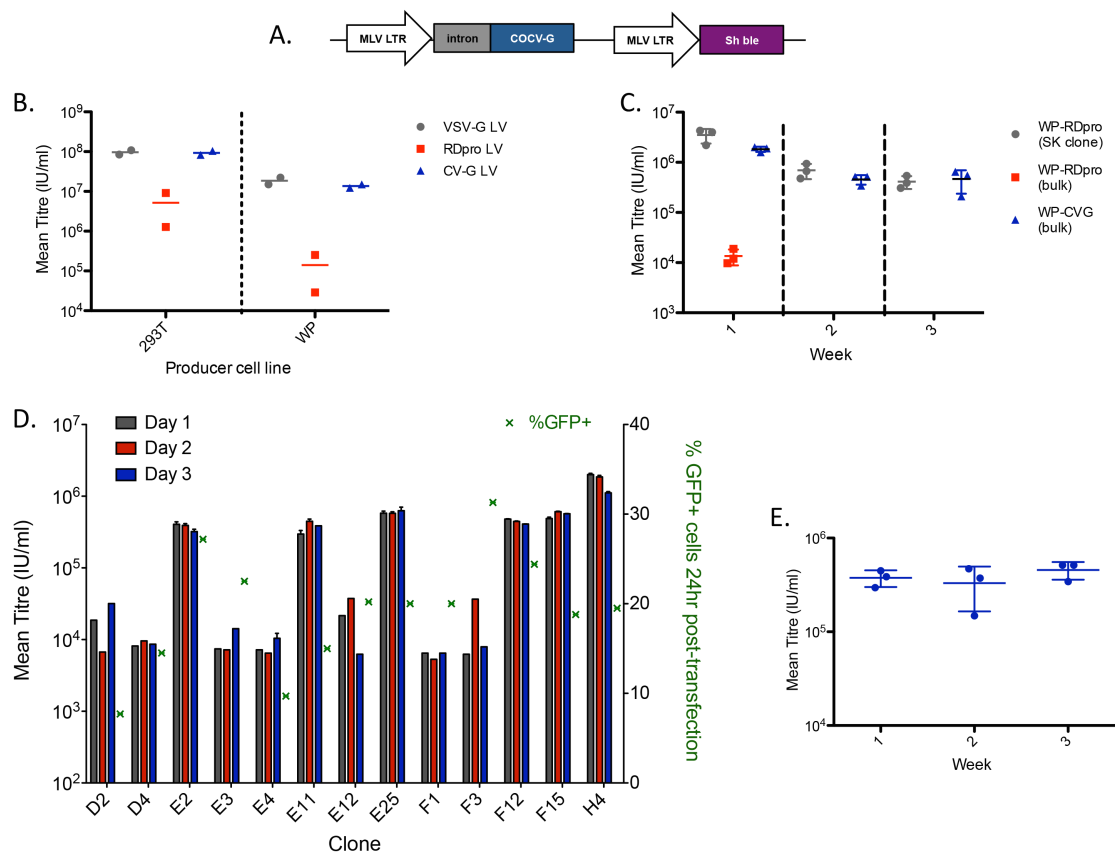 A.
MLV LTR
intron
COCV-G
MLV LTR
Sh ble
B.
Mean Titre (IU/ml)
10⁹
10⁸
10⁷
10⁶
10⁵
10⁴
293T
WP
Producer cell line
VSV-G LV
RDpro LV
CV-G LV
C.
Mean Titre (IU/ml)
10⁷
10⁶
10⁵
10⁴
10³
1
2
3
Week
WP-RDpro
(SK clone)
WP-RDpro
(bulk)
WP-CVG
(bulk)
D.
Mean Titre (IU/ml)
10⁷
10⁶
10⁵
10⁴
10³
10²
Day 1
Day 2
Day 3
%GFP+
40
30
20
10
0
% GFP+ cells 24hr post-transfection
D2
D4
E2
E3
E4
E11
E12
E25
F1
F3
F12
F15
H4
Clone
E.
Mean Titre (IU/ml)
10⁶
10⁵
10⁴
1
2
3
Week